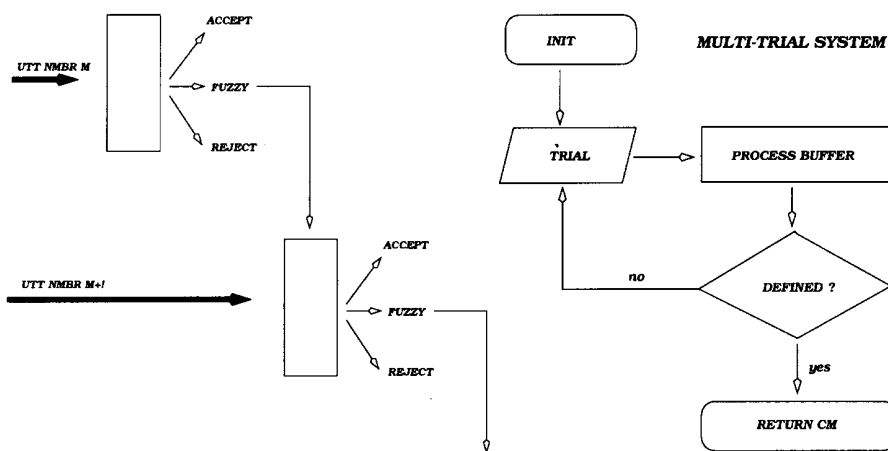 ACCEPT
UTT NMBR M
FUZZY
REJECT
ACCEPT
UTT NMBR M+!
FUZZY
REJECT
INIT
MULTI-TRIAL SYSTEM
TRIAL
PROCESS BUFFER
no
DEFINED ?
yes
RETURN CM